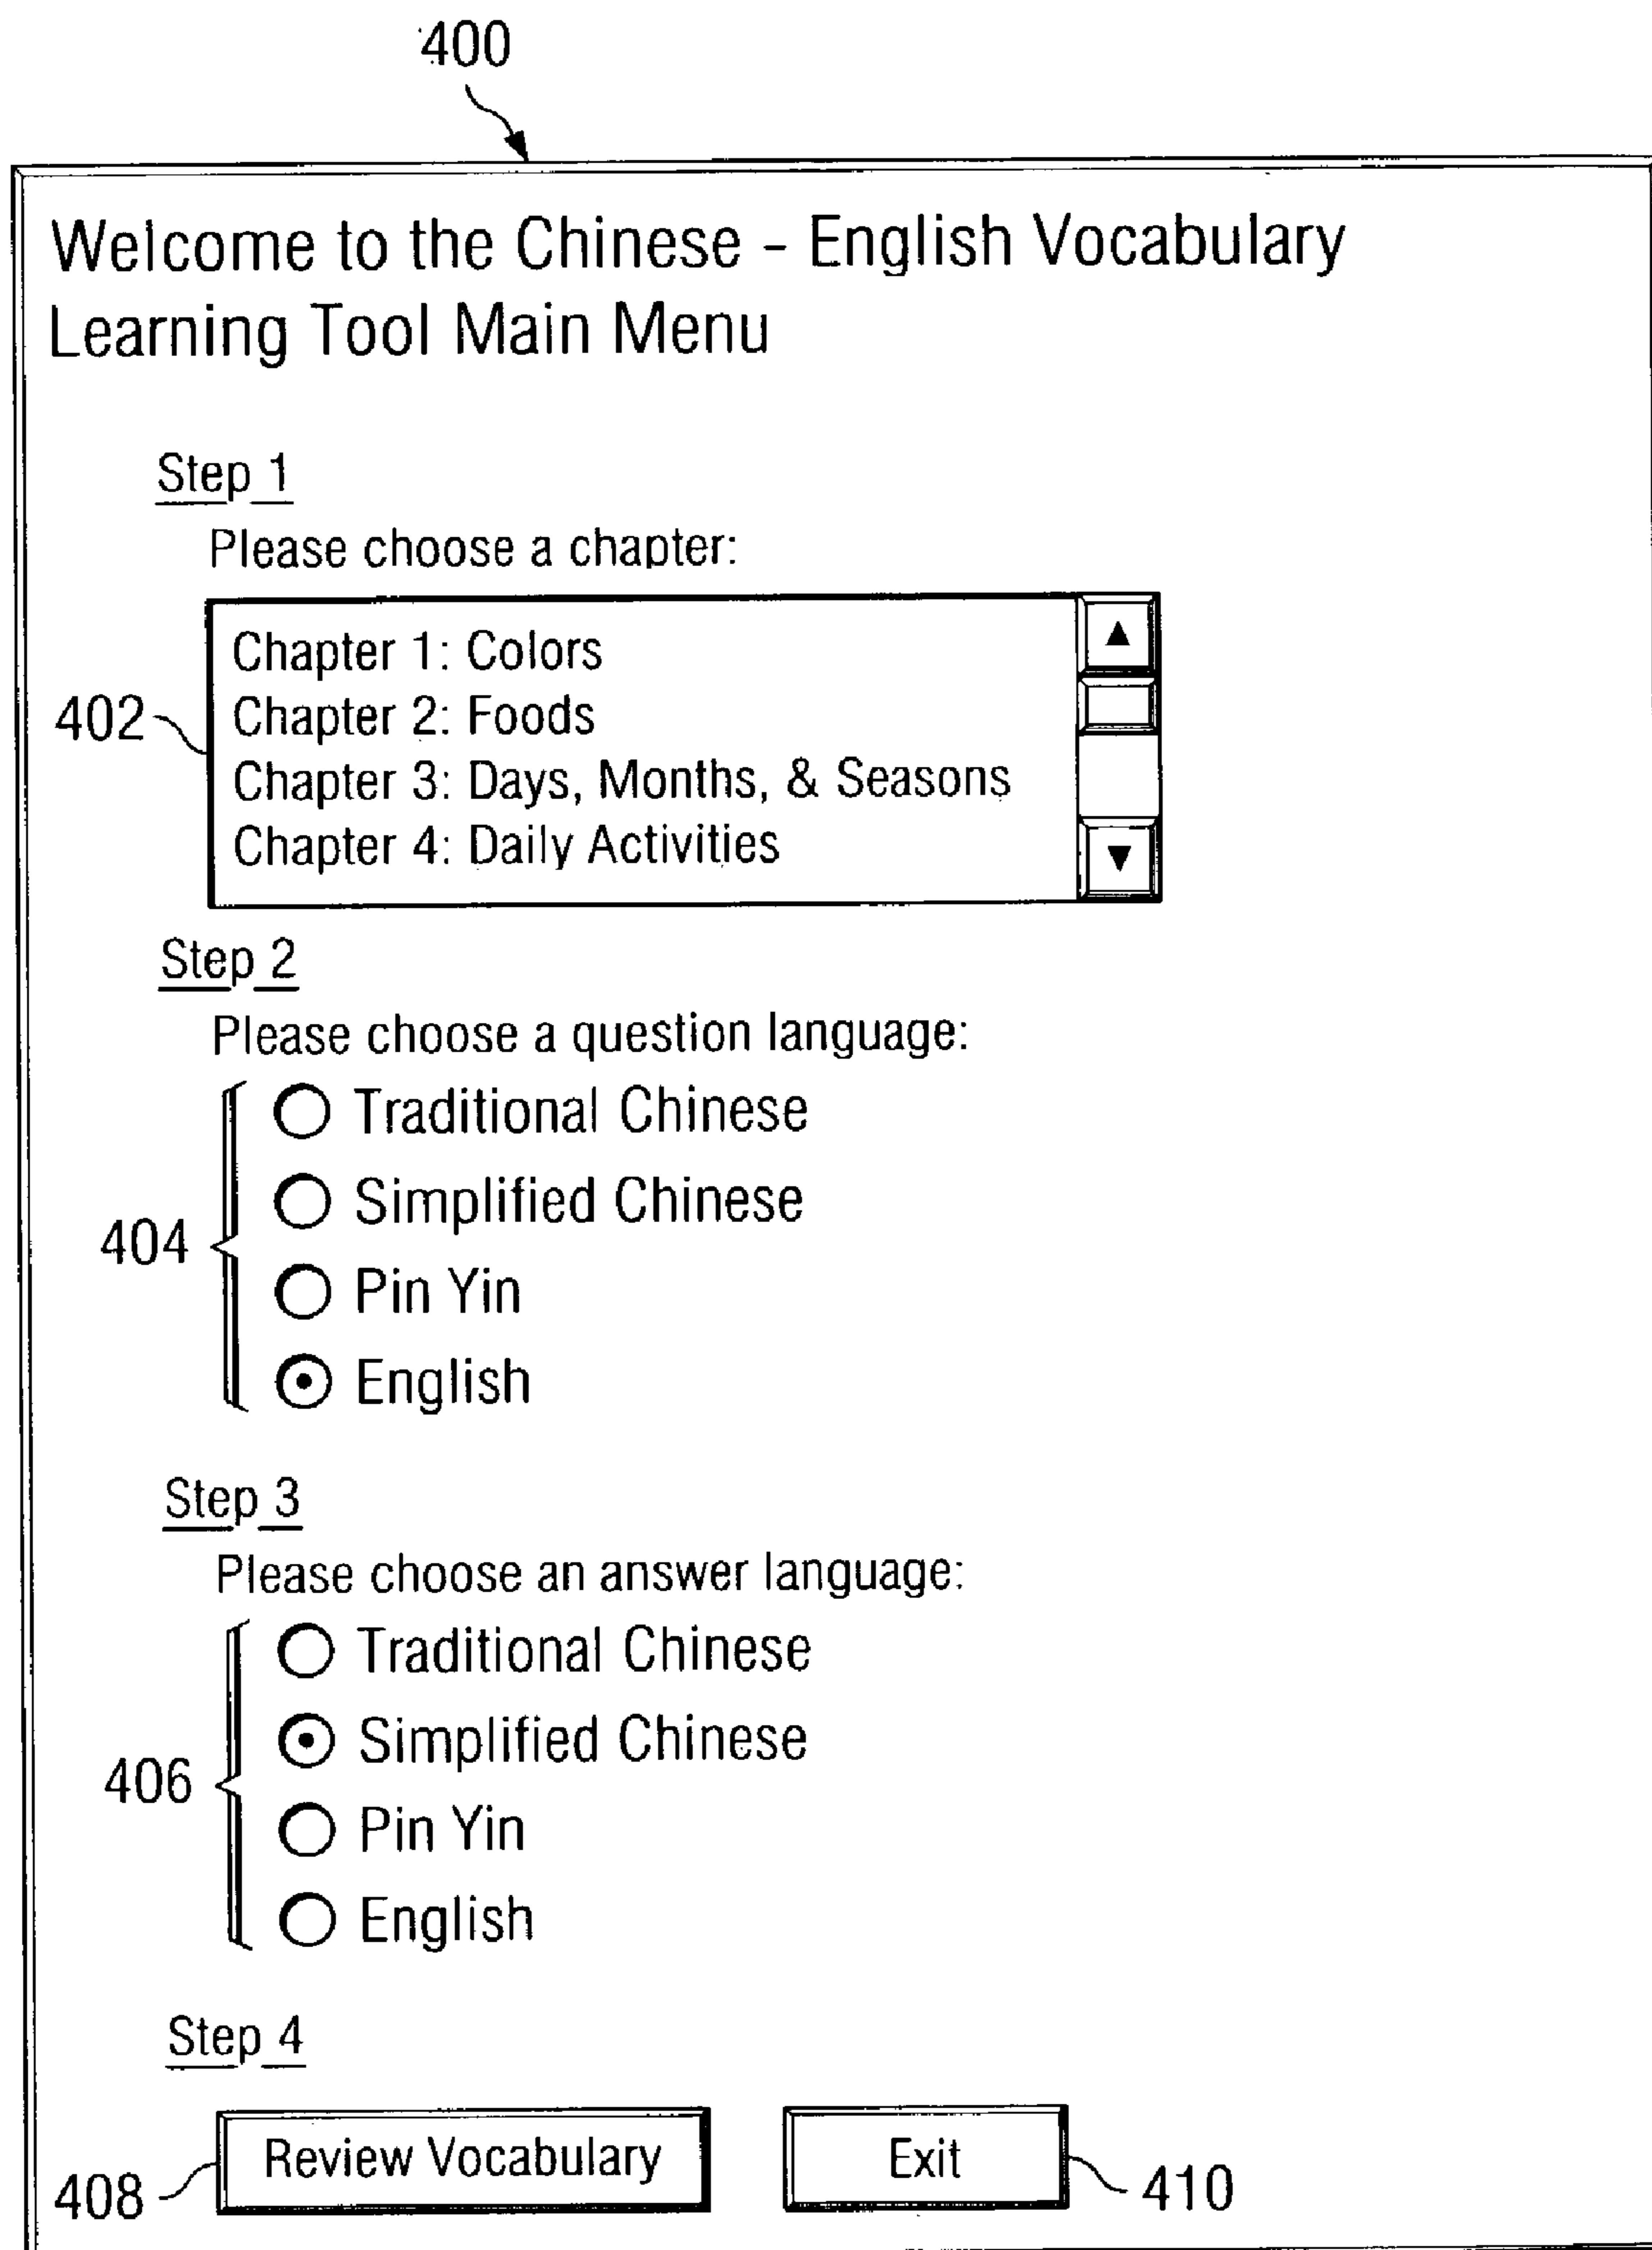 400
Welcome to the Chinese - English Vocabulary
Learning Tool Main Menu
Step 1
Please choose a chapter:
402
Chapter 1: Colors
Chapter 2: Foods
Chapter 3: Days, Months, & Seasons
Chapter 4: Daily Activities
Step 2
Please choose a question language:
404
Traditional Chinese
Simplified Chinese
Pin Yin
English
Step 3
Please choose an answer language:
406
Traditional Chinese
Simplified Chinese
Pin Yin
English
Step 4
408 Review Vocabulary Exit 410